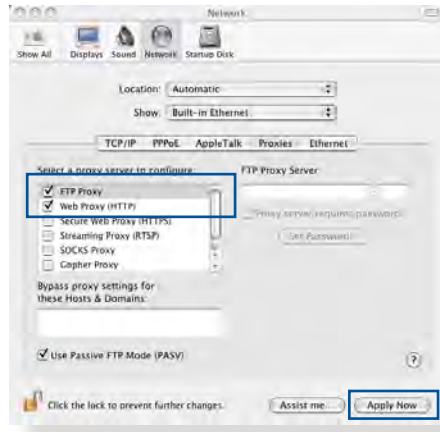 Network
Show All Displays Sound Network Startup Disk
Location: Automatic
Show: Built-in Ethernet
TCP/IP PPPoE AppleTalk Proxies Ethernet
Select a proxy server to configure: FTP Proxy Server
FTP Proxy
Web Proxy (HTTP)
Secure Web Proxy (HTTPS)
Streaming Proxy (RTSP)
SOCKS Proxy
Gopher Proxy
Proxy server requires password
Set Password
Bypass proxy settings for
these Hosts & Domains:
Use Passive FTP Mode (PASV)
?
Click the lock to prevent further changes.
Assist me...
Apply Now